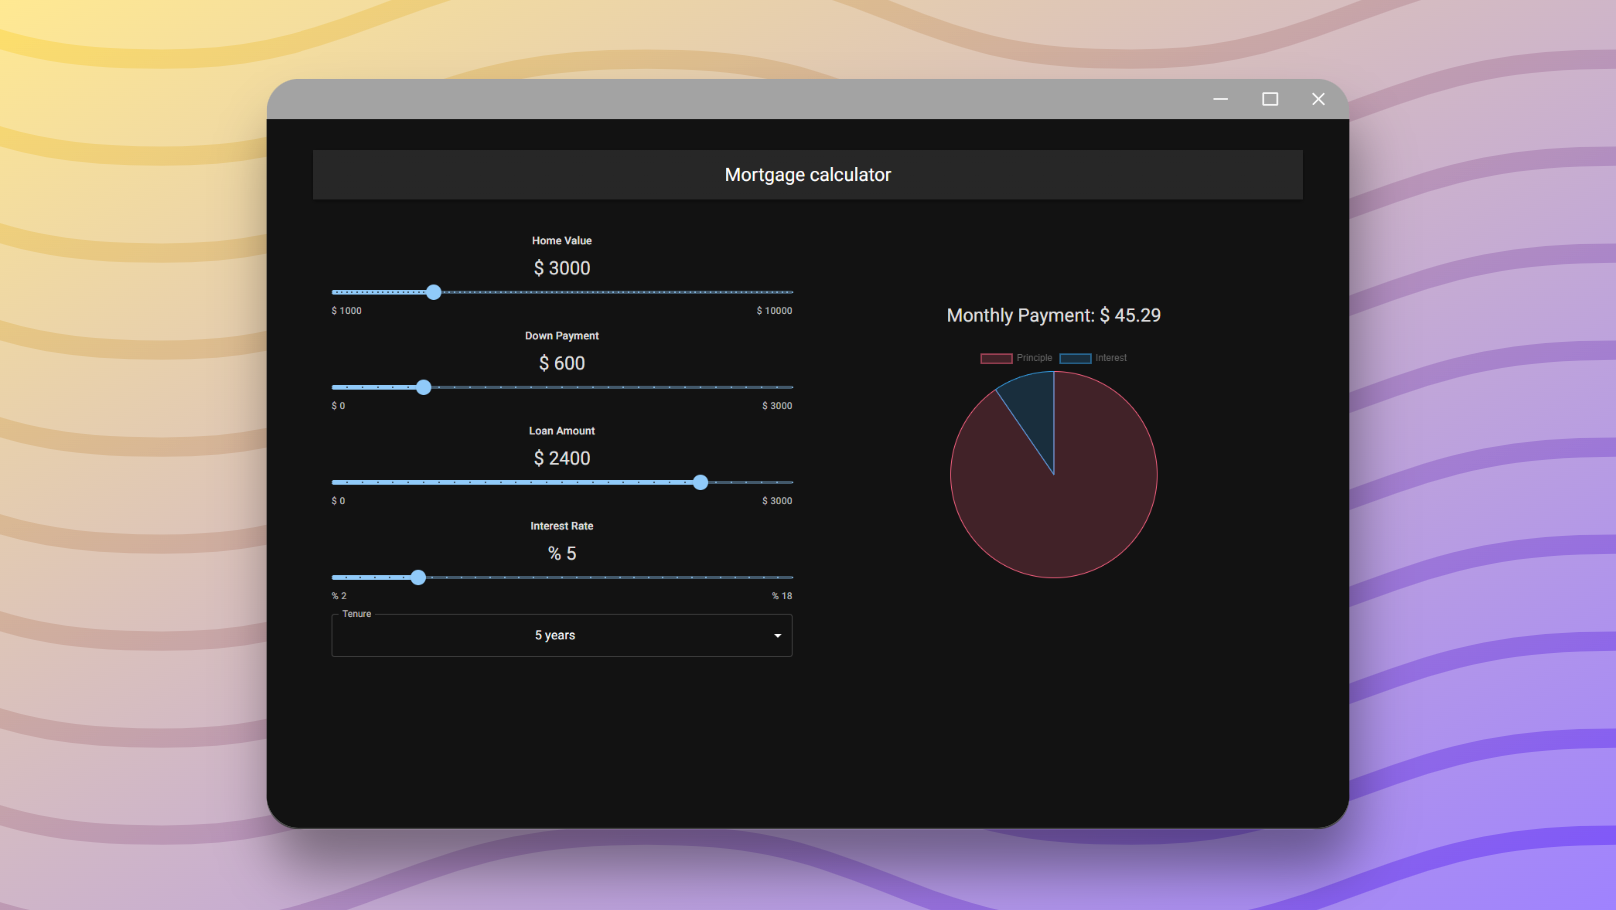 Mortgage calculator
Home Value
$ 3000
$ 1000 $ 10000
Down Payment
$ 600
$ 0 $ 3000
Loan Amount
$ 2400
$ 0 $ 3000
Interest Rate
% 5
% 2 % 18
Tenure
5 years
Monthly Payment: $ 45.29
Principle Interest